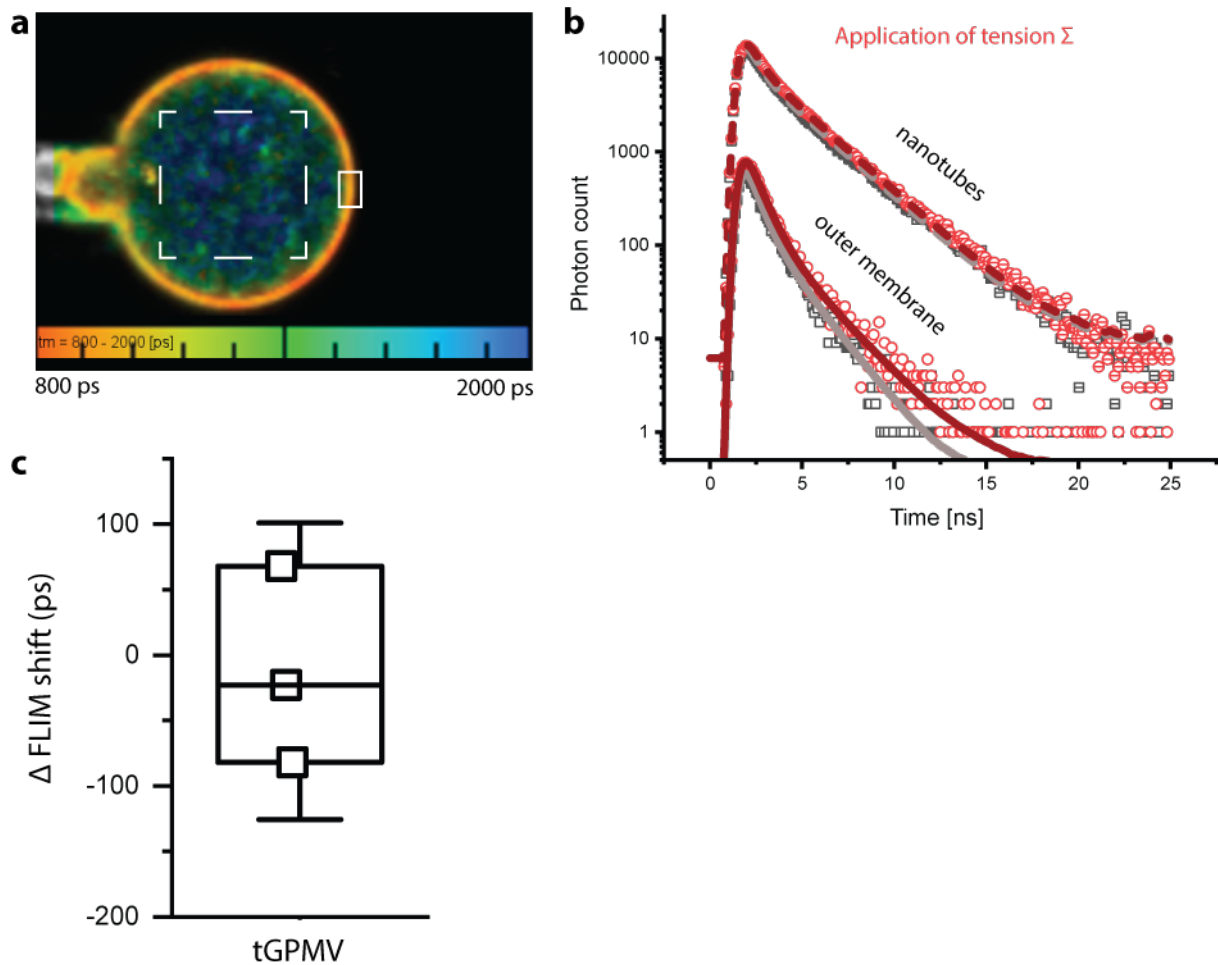 a
tm = 800 - 2000 [ps]
800 ps
2000 ps
b
Application of tension Σ
nanotubes
outer membrane
Photon count
10000
1000
100
10
1
0
5
10
15
20
25
Time [ns]
c
Δ FLIM shift (ps)
100
0
-100
-200
tGPMV